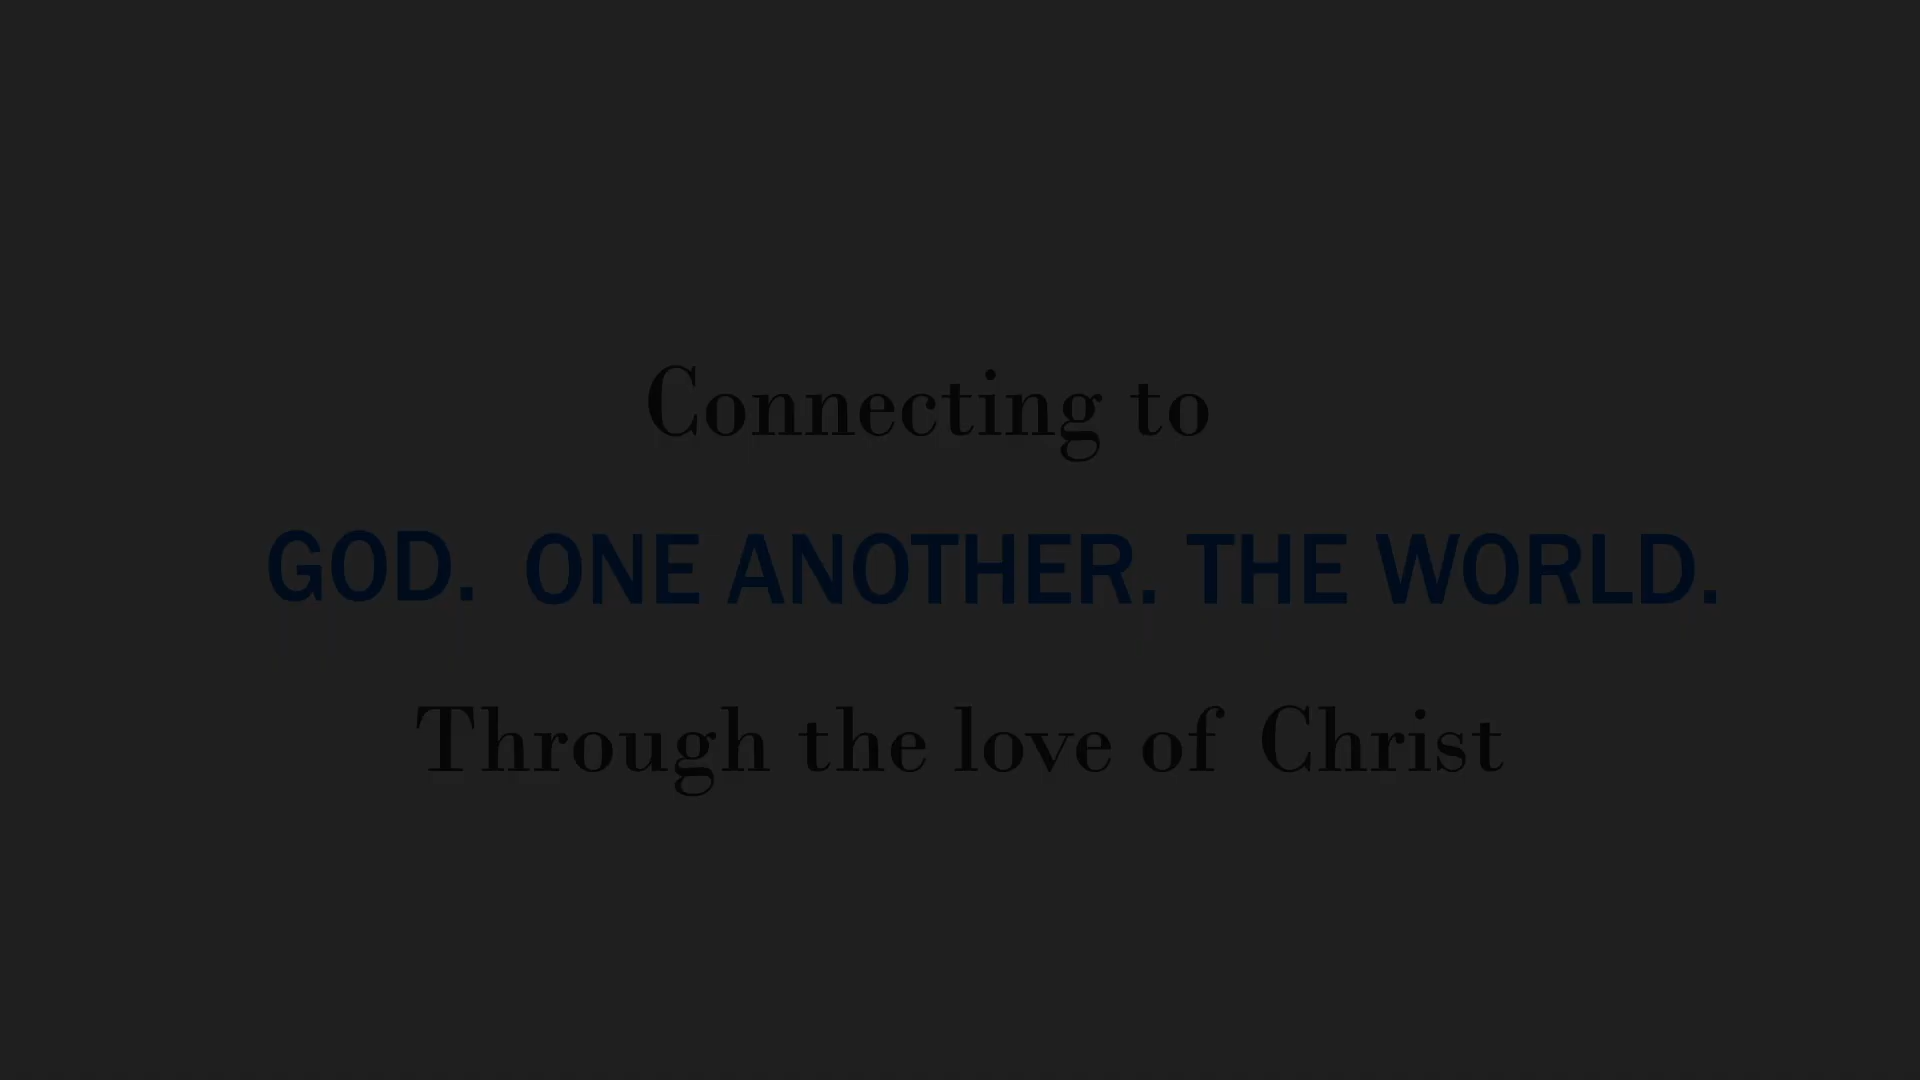 Connecting to
GOD. ONE ANOTHER. THE WORLD.
Through the love of Christ